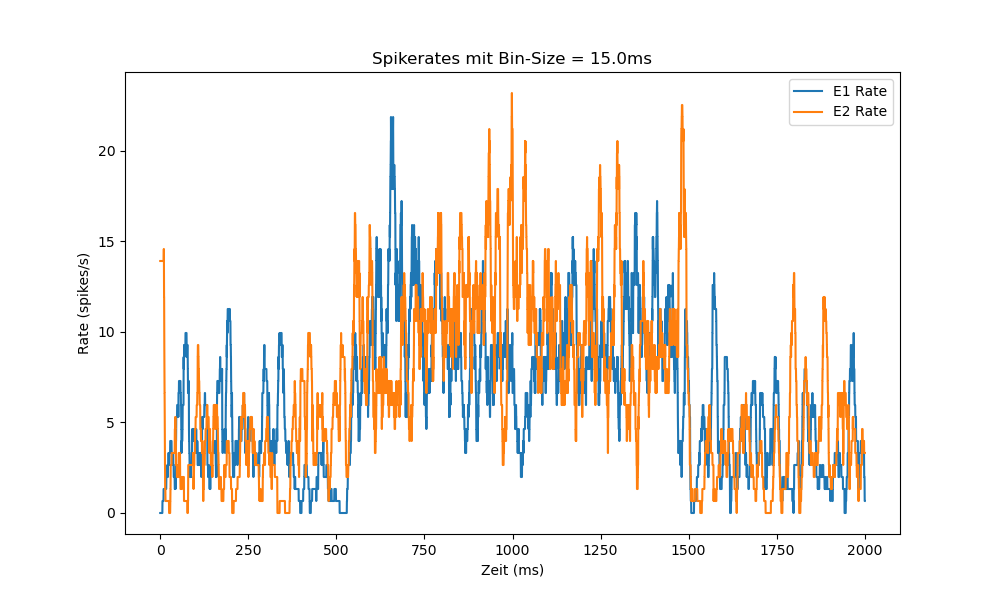 Spikerates mit Bin-Size = 15.0ms
E1 Rate
E2 Rate
Rate (spikes/s)
20
15
10
5
0
0 250 500 750 1000 1250 1500 1750 2000
Zeit (ms)